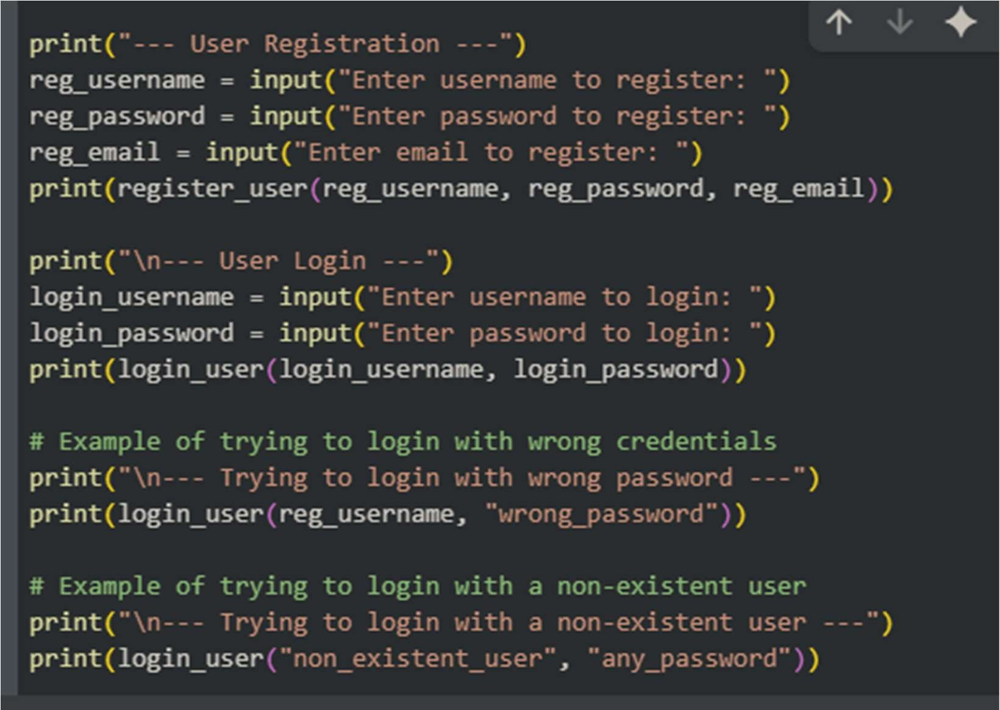 print("--- User Registration ---")
reg_username = input("Enter username to register: ")
reg_password = input("Enter password to register: ")
reg_email = input("Enter email to register: ")
print(register_user(reg_username, reg_password, reg_email))
print("\n--- User Login ---")
login_username = input("Enter username to login: ")
login_password = input("Enter password to login: ")
print(login_user(login_username, login_password))
# Example of trying to login with wrong credentials
print("\n--- Trying to login with wrong password ---")
print(login_user(reg_username, "wrong_password"))
# Example of trying to login with a non-existent user
print("\n--- Trying to login with a non-existent user ---")
print(login_user("non_existent_user", "any_password"))